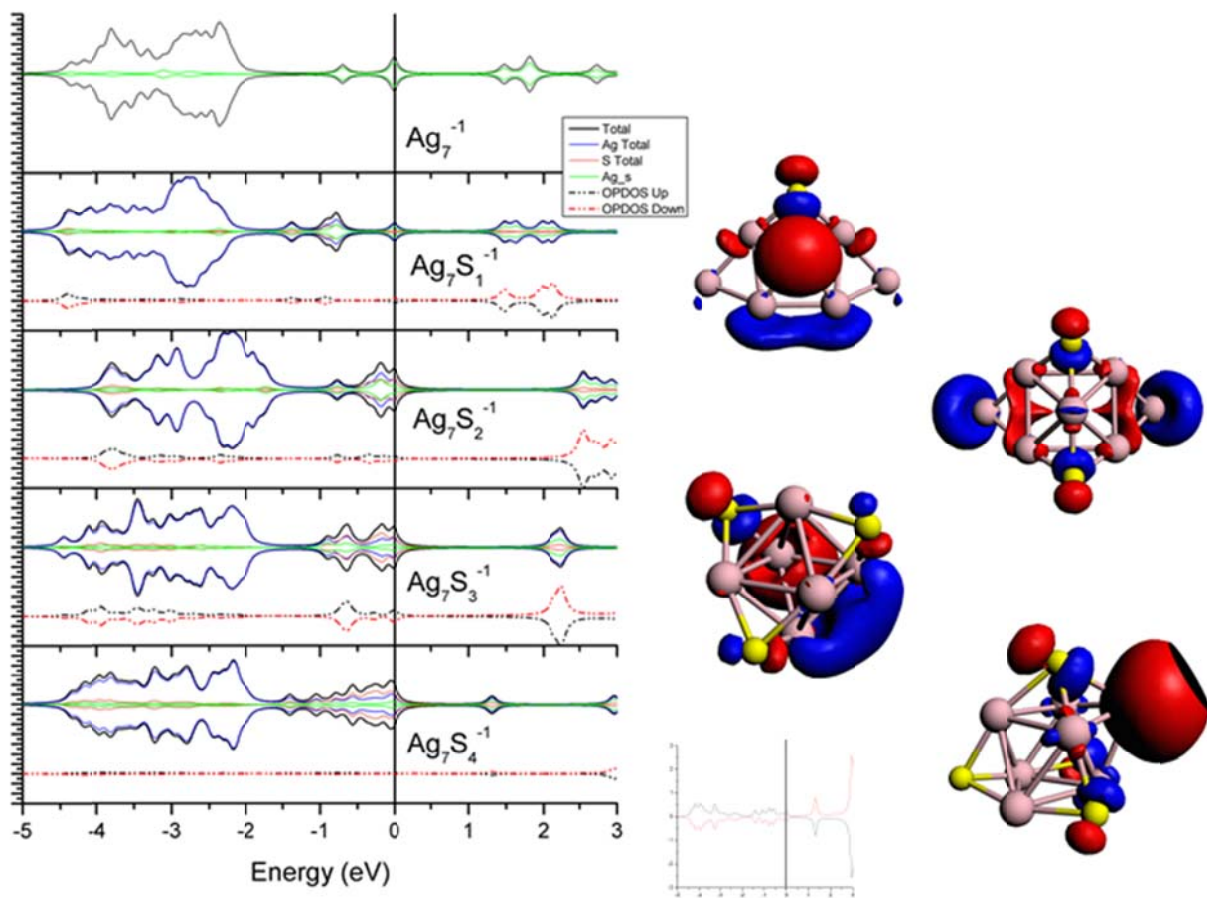 Ag₇⁻¹
Total
Ag Total
S Total
Ag_s
OPDOS Up
OPDOS Down
Ag₇S₁⁻¹
Ag₇S₂⁻¹
Ag₇S₃⁻¹
Ag₇S₄⁻¹
-5 -4 -3 -2 -1 0 1 2 3
Energy (eV)